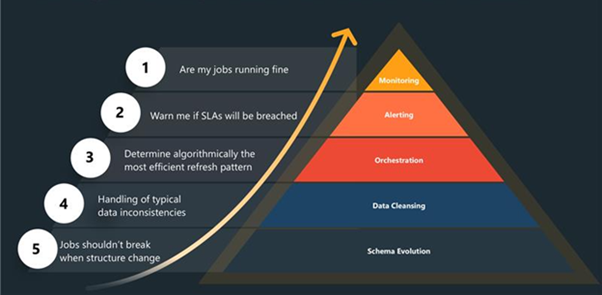 1
Are my jobs running fine
Monitoring
2
Warn me if SLAs will be breached
Alerting
3
Determine algorithmically the
most efficient refresh pattern
Orchestration
4
Handling of typical
data inconsistencies
Data Cleansing
5
Jobs shouldn't break
when structure change
Schema Evolution